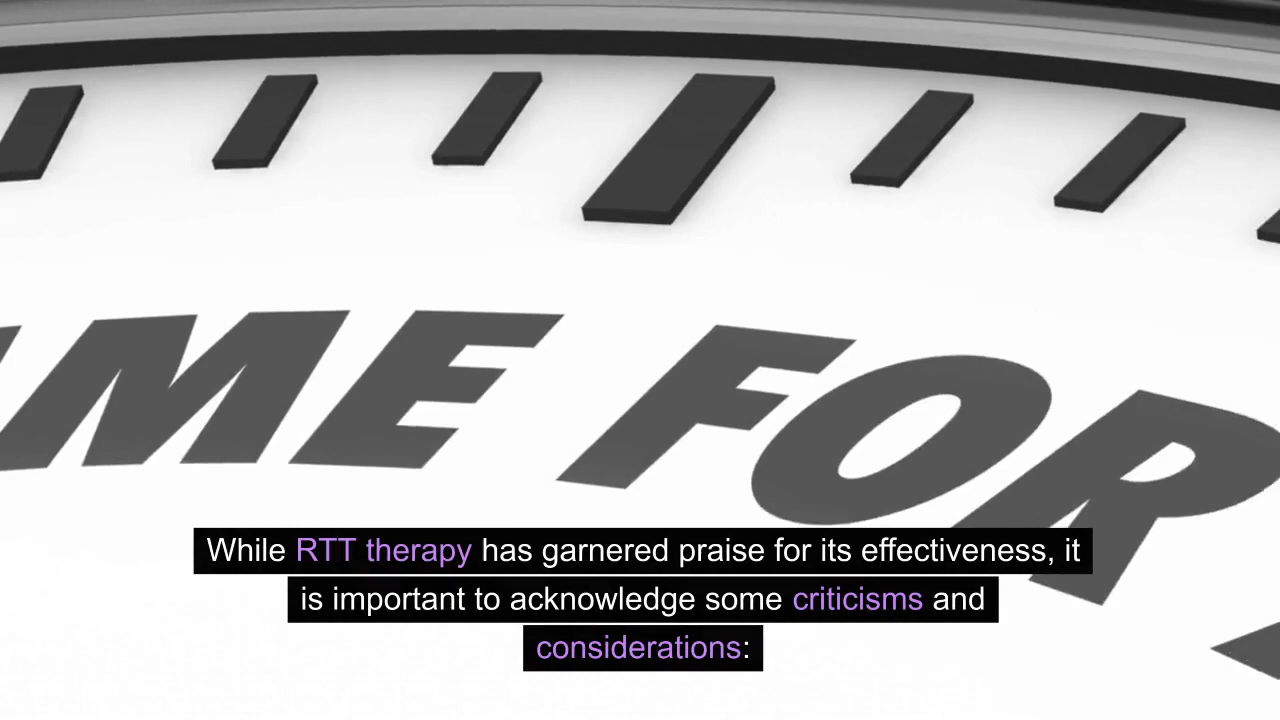 ME FOR
While RTT therapy has garnered praise for its effectiveness, it
is important to acknowledge some criticisms and
considerations: